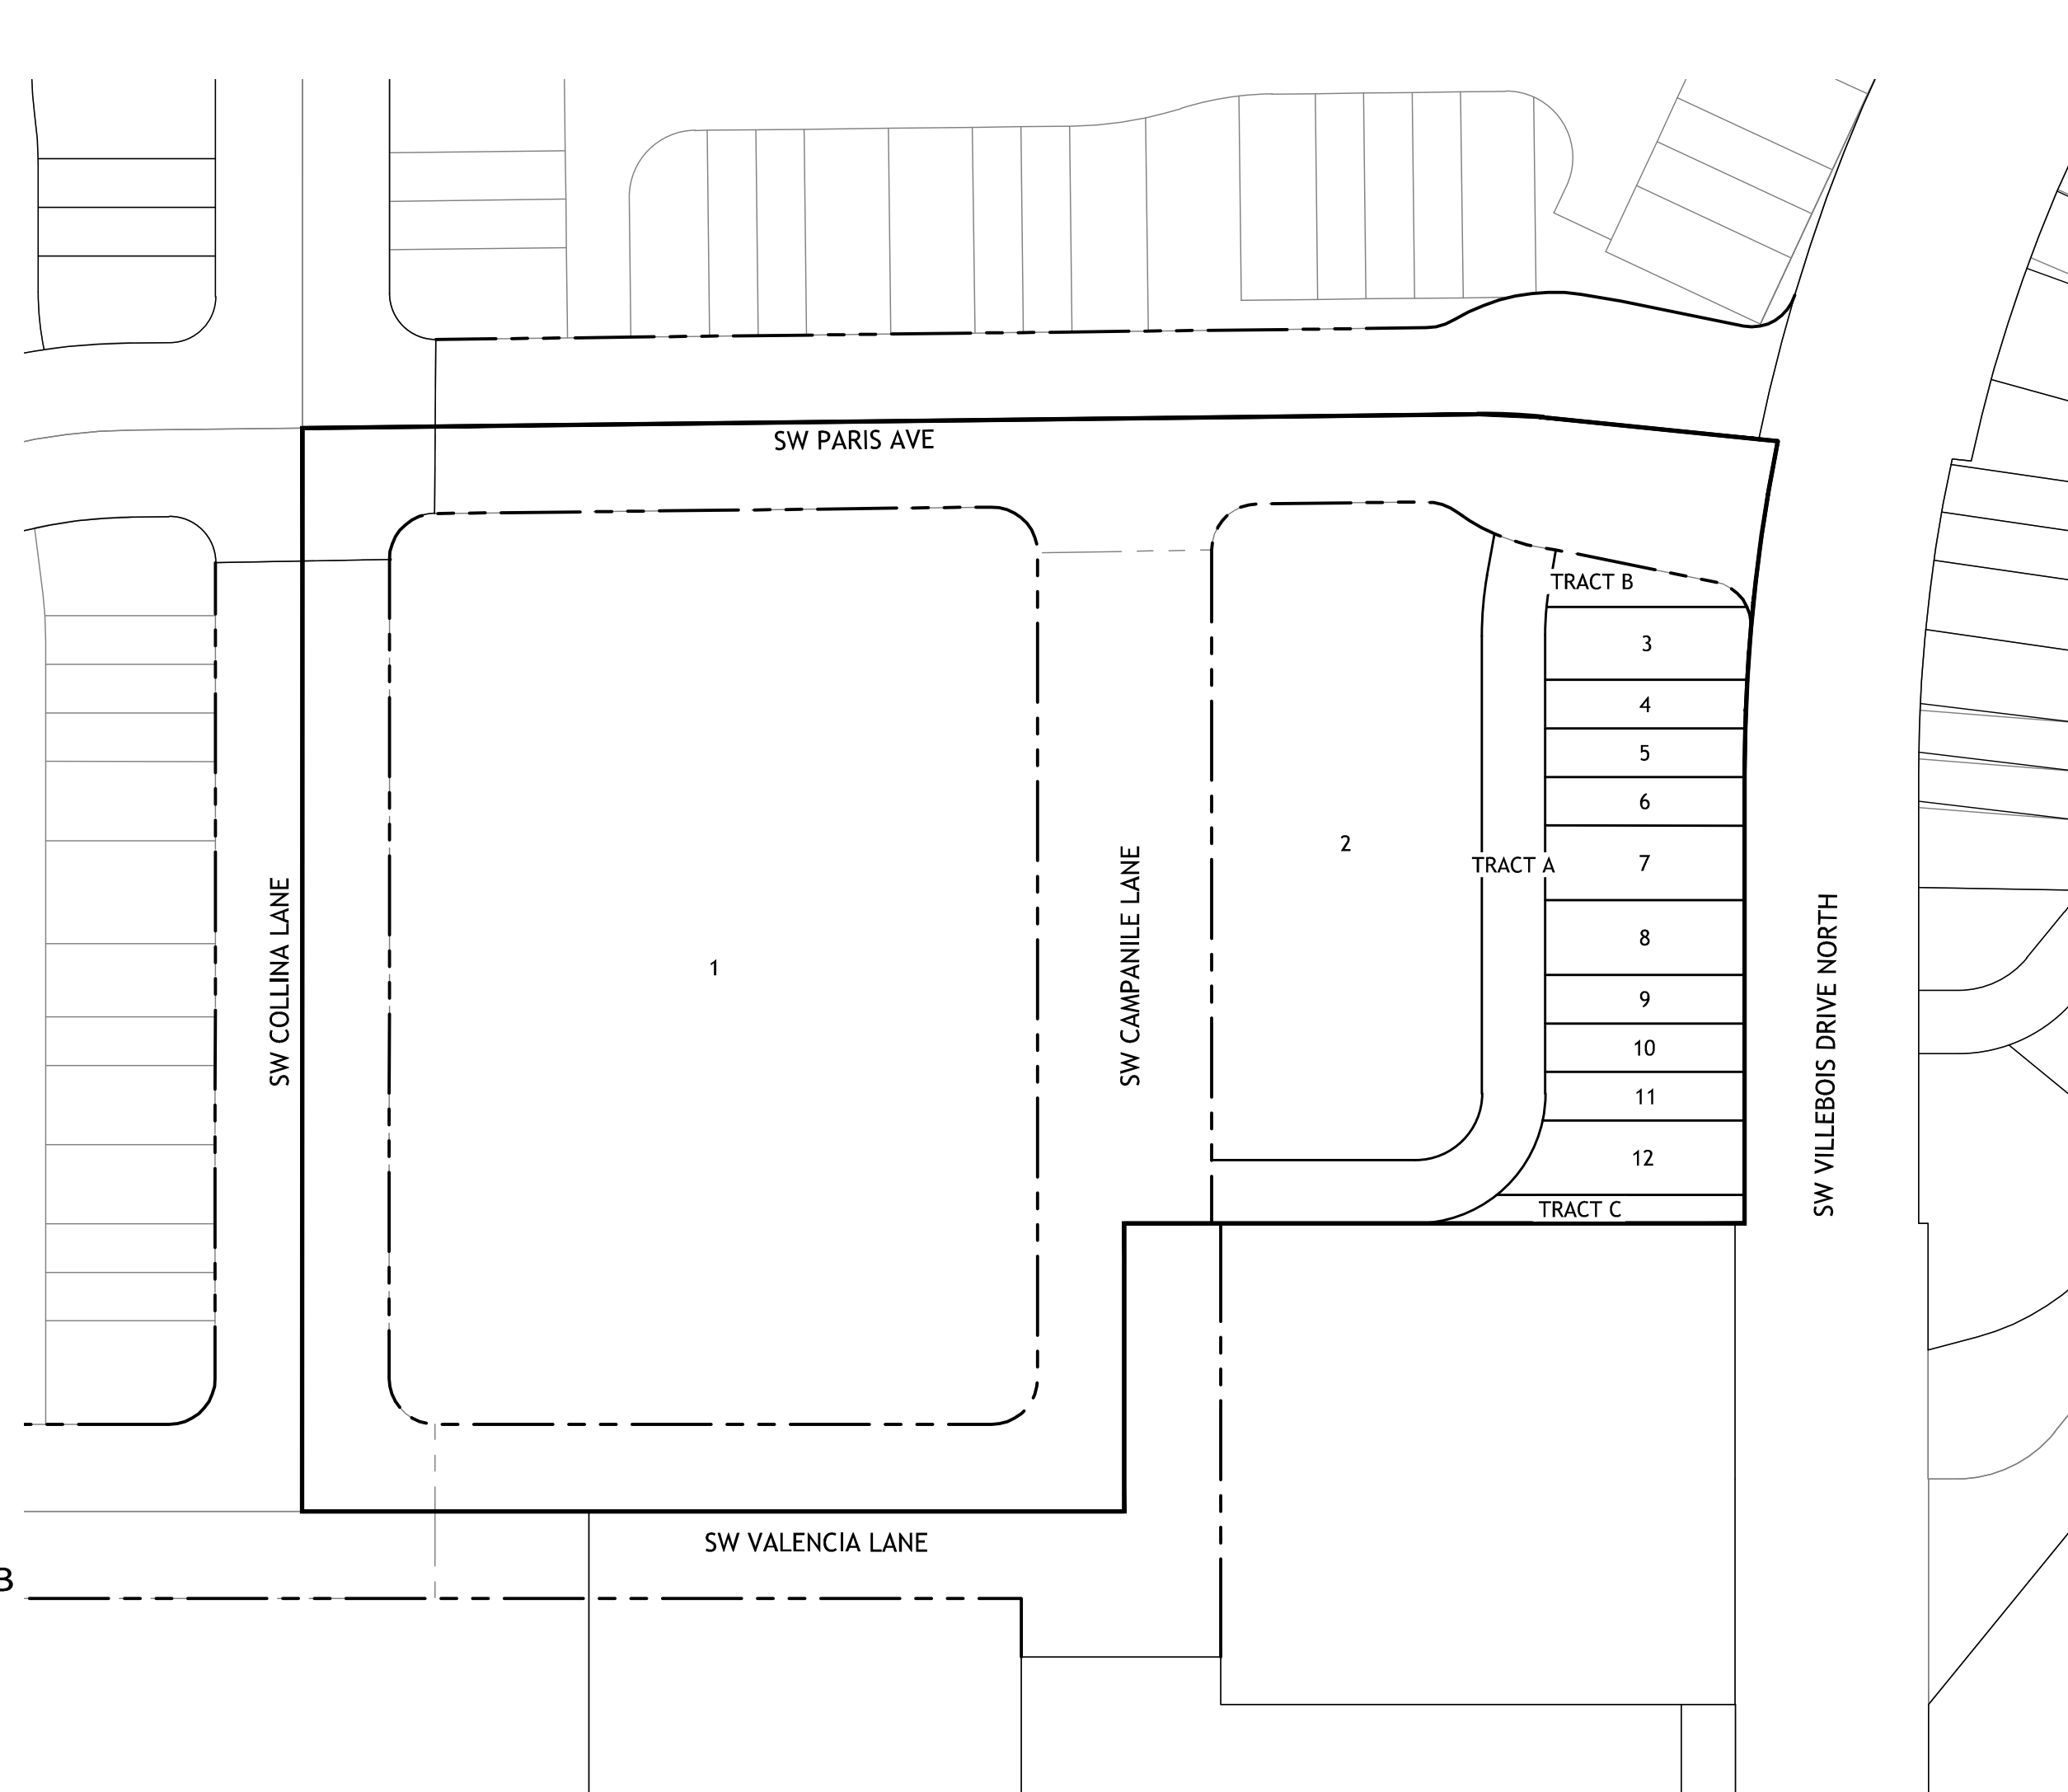 SW PARIS AVE
TRACT B
3
4
5
6
2
TRACT A
7
8
1
9
10
11
12
TRACT C
SW COLLINA LANE
SW CAMPANILE LANE
SW VILLEBOIS DRIVE NORTH
SW VALENCIA LANE
B